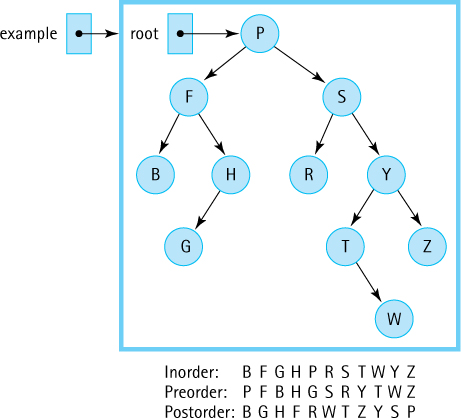 example root P
F S
B H R Y
G T Z
W
Inorder: B F G H P R S T W Y Z
Preorder: P F B H G S R Y T W Z
Postorder: B G H F R W T Z Y S P